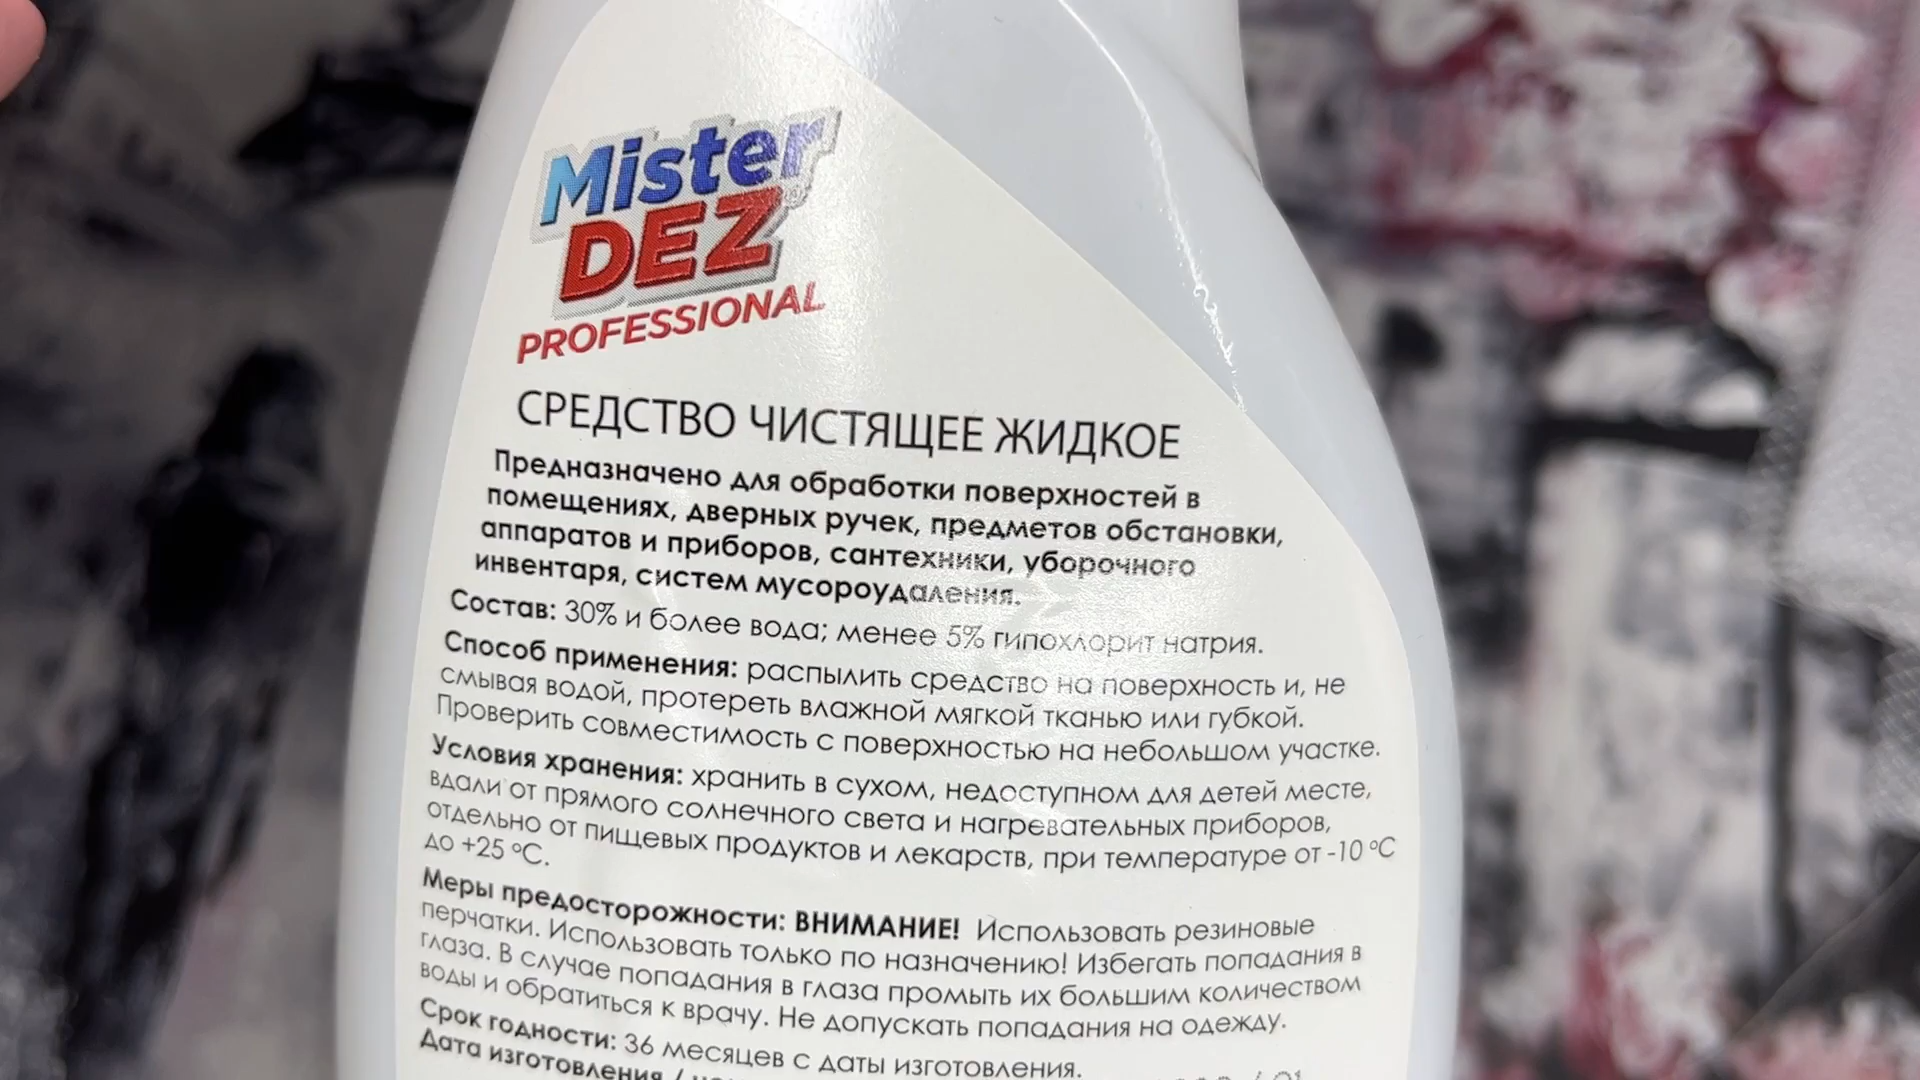 Mister
DEZ®
PROFESSIONAL
СРЕДСТВО ЧИСТЯЩЕЕ ЖИДКОЕ
Предназначено для обработки поверхностей в
помещениях, дверных ручек, предметов обстановки,
аппаратов и приборов, сантехники, уборочного
инвентаря, систем мусороудаления.
Состав: 30% и более вода; менее 5% гипохлорит натрия.
Способ применения: распылить средство на поверхность и, не
смывая водой, протереть влажной мягкой тканью или губкой.
Проверить совместимость с поверхностью на небольшом участке.
Условия хранения: хранить в сухом, недоступном для детей месте,
вдали от прямого солнечного света и нагревательных приборов,
отдельно от пищевых продуктов и лекарств, при температуре от -10 °C
до +25 °C.
Меры предосторожности: ВНИМАНИЕ! Использовать резиновые
перчатки. Использовать только по назначению! Избегать попадания в
глаза. В случае попадания в глаза промыть их большим количеством
воды и обратиться к врачу. Не допускать попадания на одежду.
Срок годности: 36 месяцев с даты изготовления.
Дата изготовления /